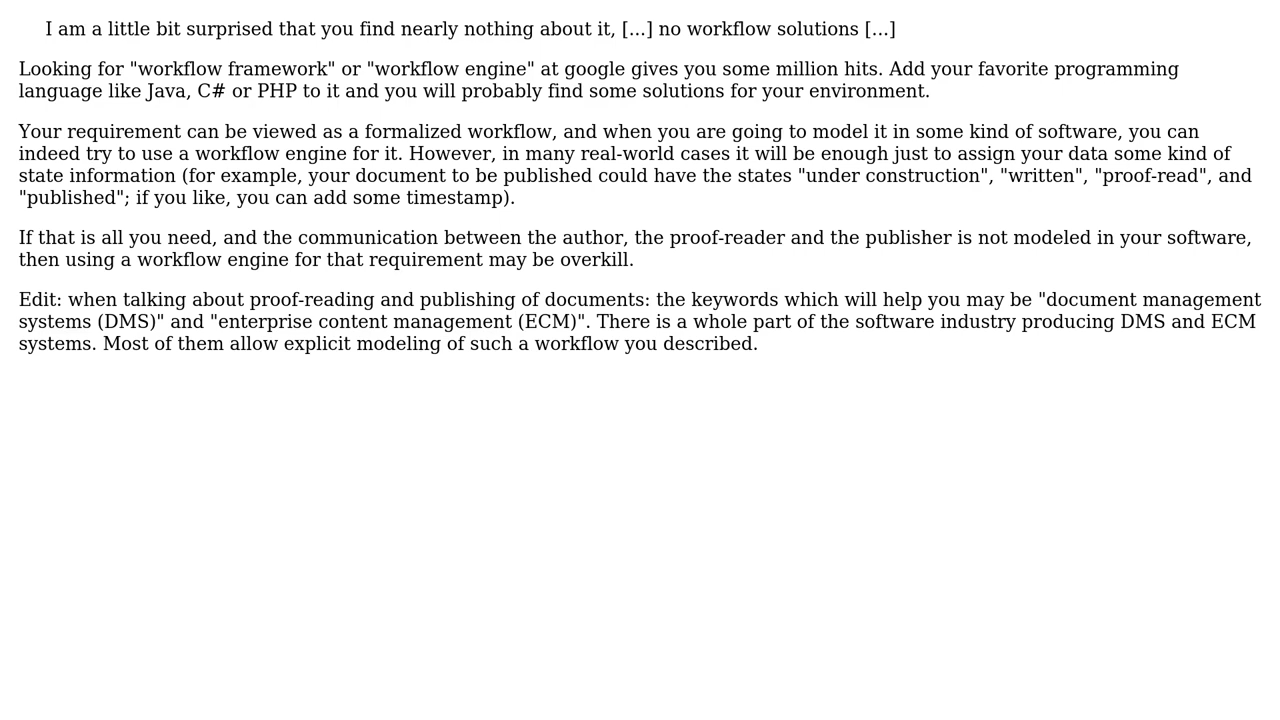 I am a little bit surprised that you find nearly nothing about it, [...] no workflow solutions [...]
Looking for "workflow framework" or "workflow engine" at google gives you some million hits. Add your favorite programming
language like Java, C# or PHP to it and you will probably find some solutions for your environment.
Your requirement can be viewed as a formalized workflow, and when you are going to model it in some kind of software, you can
indeed try to use a workflow engine for it. However, in many real-world cases it will be enough just to assign your data some kind of
state information (for example, your document to be published could have the states "under construction", "written", "proof-read", and
"published"; if you like, you can add some timestamp).
If that is all you need, and the communication between the author, the proof-reader and the publisher is not modeled in your software,
then using a workflow engine for that requirement may be overkill.
Edit: when talking about proof-reading and publishing of documents: the keywords which will help you may be "document management
systems (DMS)" and "enterprise content management (ECM)". There is a whole part of the software industry producing DMS and ECM
systems. Most of them allow explicit modeling of such a workflow you described.